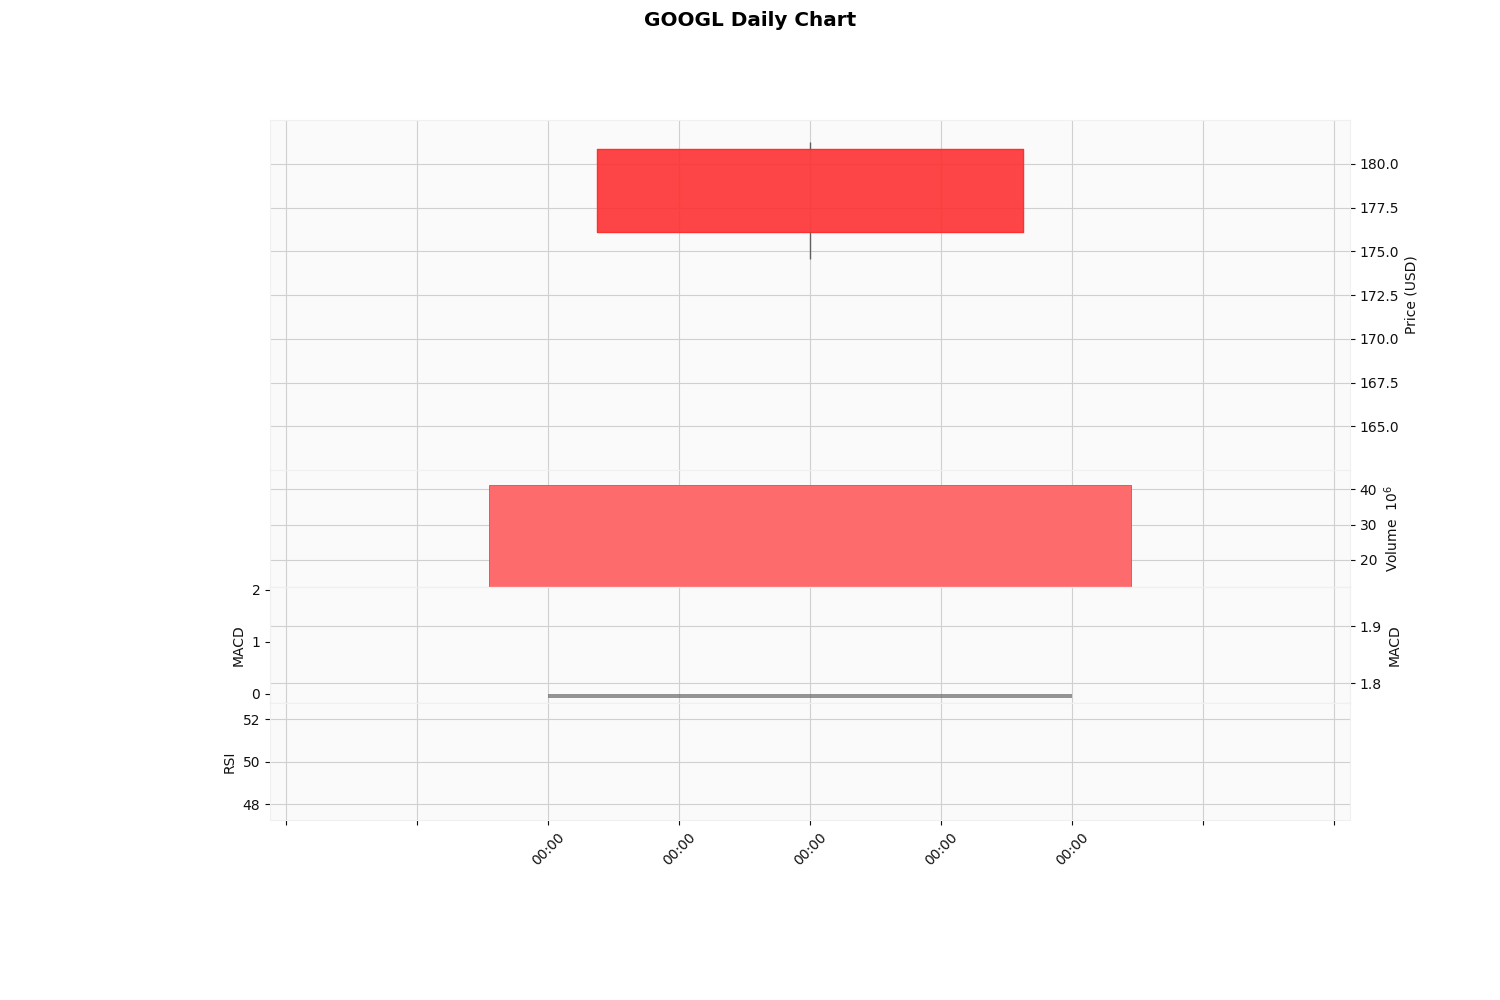 GOOGL Daily Chart
180.0
177.5
175.0
172.5
170.0
167.5
165.0
Price (USD)
40
30
20
Volume 10⁶
2
1
0
MACD
1.9
1.8
MACD
52
50
48
RSI
00:00 00:00 00:00 00:00 00:00